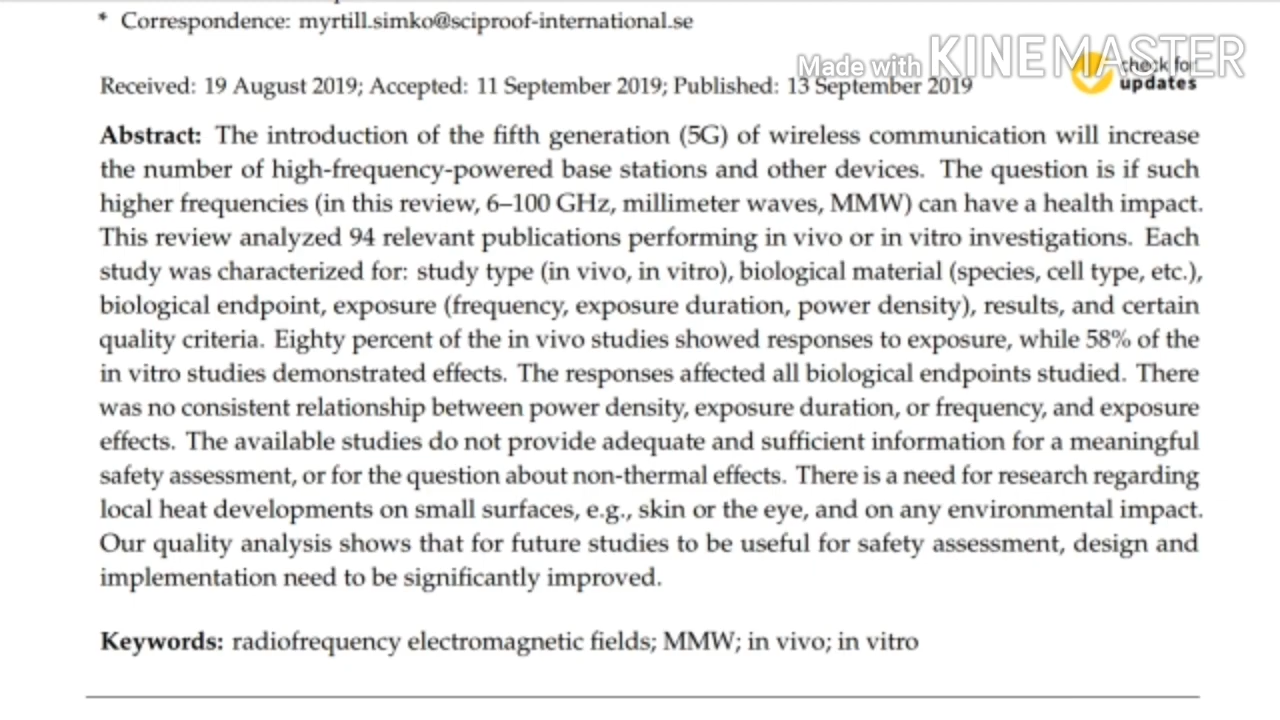 * Correspondence: myrtill.simko@sciproof-international.se
Made with KINEMASTER
check for
updates
Received: 19 August 2019; Accepted: 11 September 2019; Published: 13 September 2019
Abstract: The introduction of the fifth generation (5G) of wireless communication will increase
the number of high-frequency-powered base stations and other devices. The question is if such
higher frequencies (in this review, 6–100 GHz, millimeter waves, MMW) can have a health impact.
This review analyzed 94 relevant publications performing in vivo or in vitro investigations. Each
study was characterized for: study type (in vivo, in vitro), biological material (species, cell type, etc.),
biological endpoint, exposure (frequency, exposure duration, power density), results, and certain
quality criteria. Eighty percent of the in vivo studies showed responses to exposure, while 58% of the
in vitro studies demonstrated effects. The responses affected all biological endpoints studied. There
was no consistent relationship between power density, exposure duration, or frequency, and exposure
effects. The available studies do not provide adequate and sufficient information for a meaningful
safety assessment, or for the question about non-thermal effects. There is a need for research regarding
local heat developments on small surfaces, e.g., skin or the eye, and on any environmental impact.
Our quality analysis shows that for future studies to be useful for safety assessment, design and
implementation need to be significantly improved.
Keywords: radiofrequency electromagnetic fields; MMW; in vivo; in vitro